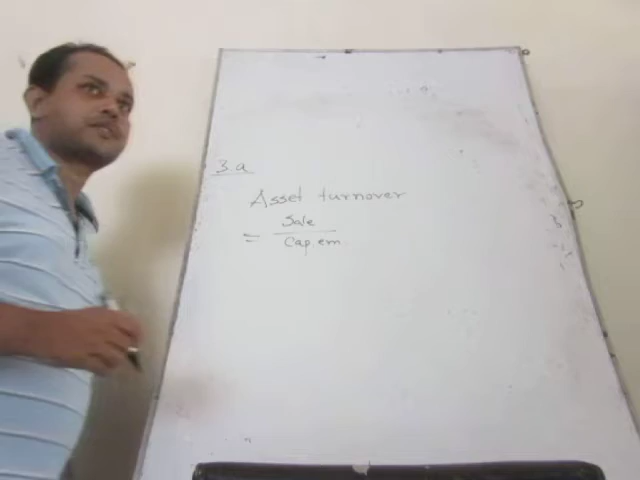 3.a
Asset turnover
= Sale
Cap em